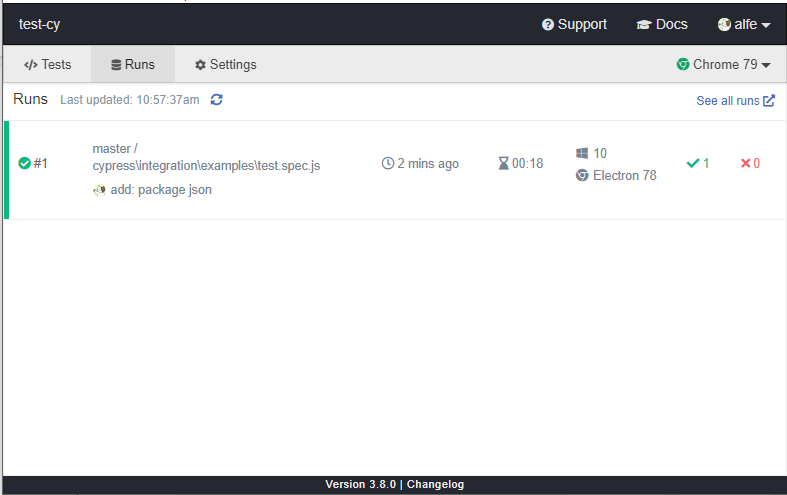 test-cy Support Docs alfe
Tests Runs Settings Chrome 79
Runs Last updated: 10:57:37am See all runs
#1 master /
cypress\integration\examples\test.spec.js
add: package json
2 mins ago
00:18
10
Electron 78
1
0
Version 3.8.0 | Changelog